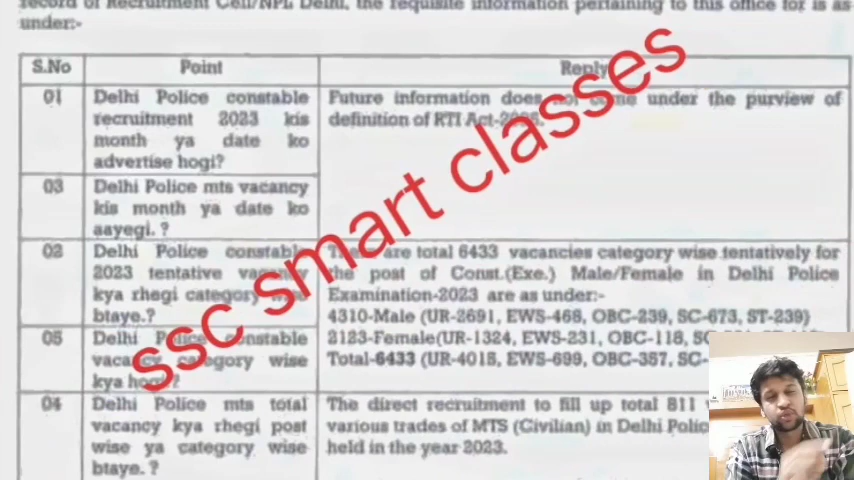 record of Recruitment Cell/NPL Delhi, the requisite information pertaining to this office for is as
under:-
S.No Point Reply
01 Delhi Police constable recruitment 2023 kis month ya date ko advertise hogi?
Future information does not come under the purview of
definition of RTI Act-2005.
03 Delhi Police mts vacancy
kis month ya date ko
aayegi. ?
02 Delhi Police constable
2023 tentative vacancy
kya rhegi category wise
btaye.?
There are total 6433 vacancies category wise tentatively for
the post of Const.(Exe.) Male/Female in Delhi Police
Examination-2023 are as under:-
4310-Male (UR-2691, EWS-468, OBC-239, SC-673, ST-239)
05 Delhi Police constable
vacancy category wise
kya hogi ?
2123-Female(UR-1324, EWS-231, OBC-118,
Total-6433 (UR-4015, EWS-699, OBC-357, SC-
04 Delhi Police mts total
vacancy kya rhegi post
wise ya category wise
btaye. ?
The direct recruitment to fill up total 811
various trades of MTS (Civilian) in Delhi
held in the year 2023.
ssc smart classes